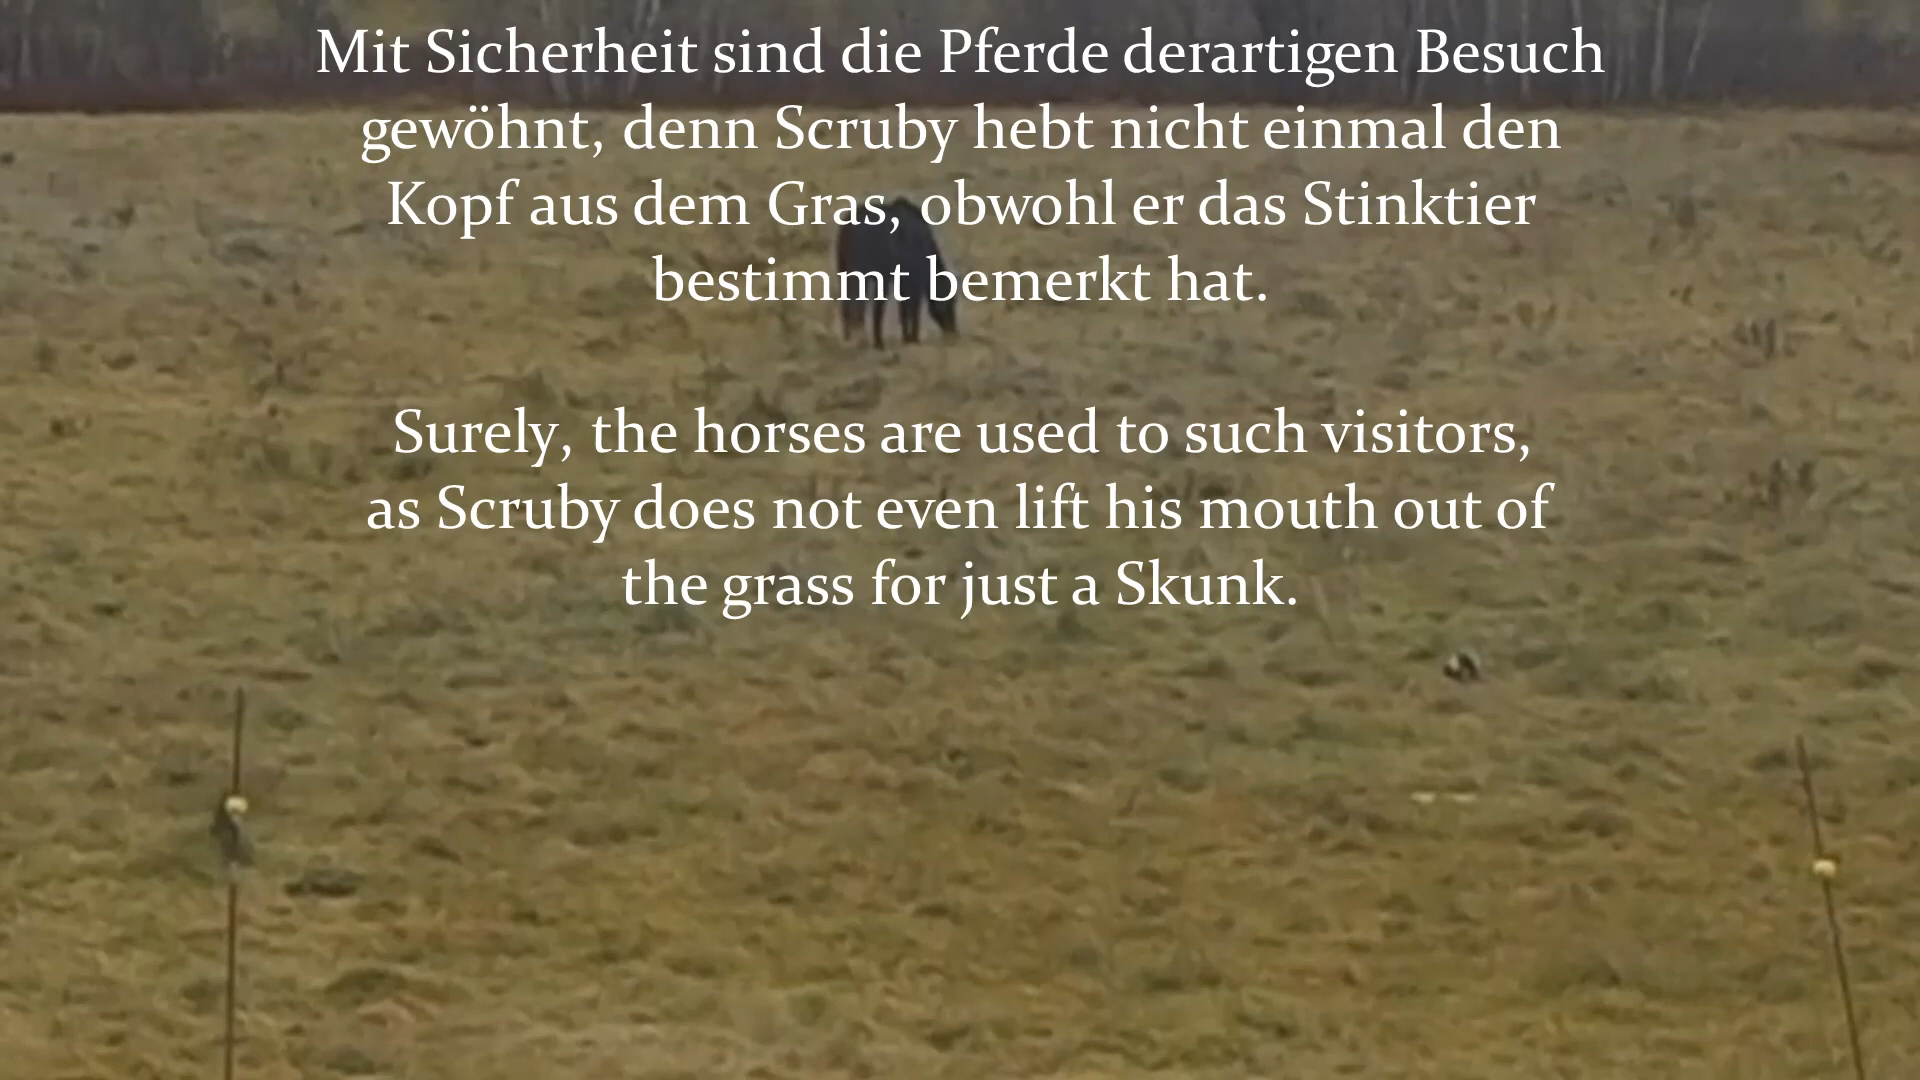 Mit Sicherheit sind die Pferde derartigen Besuch
gewöhnt, denn Scruby hebt nicht einmal den
Kopf aus dem Gras, obwohl er das Stinktier
bestimmt bemerkt hat.
Surely, the horses are used to such visitors,
as Scruby does not even lift his mouth out of
the grass for just a Skunk.